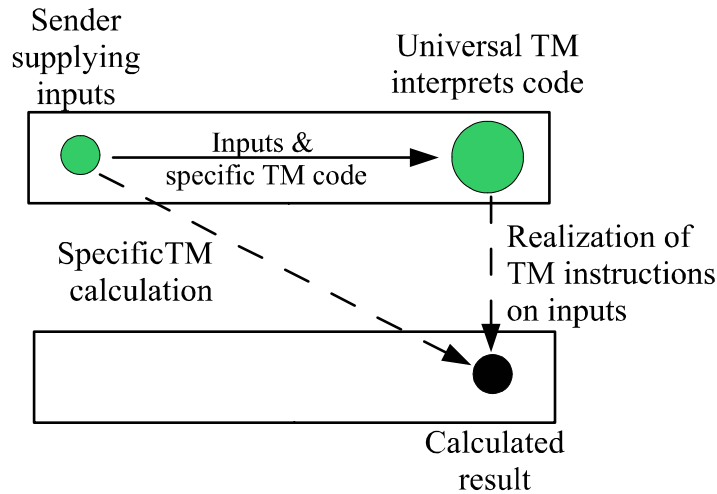 Sender
supplying
inputs
Universal TM
interprets code
Inputs &
specific TM code
SpecificTM
calculation
Realization of
TM instructions
on inputs
Calculated
result